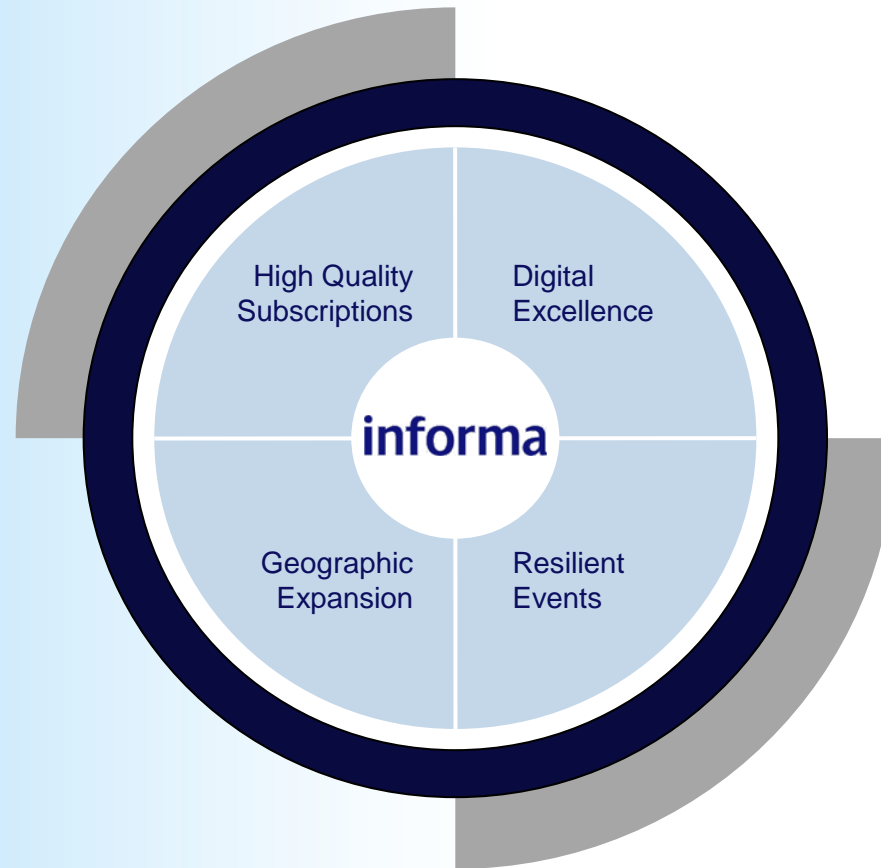 High Quality
Subscriptions
Digital
Excellence
informa
Geographic
Expansion
Resilient
Events